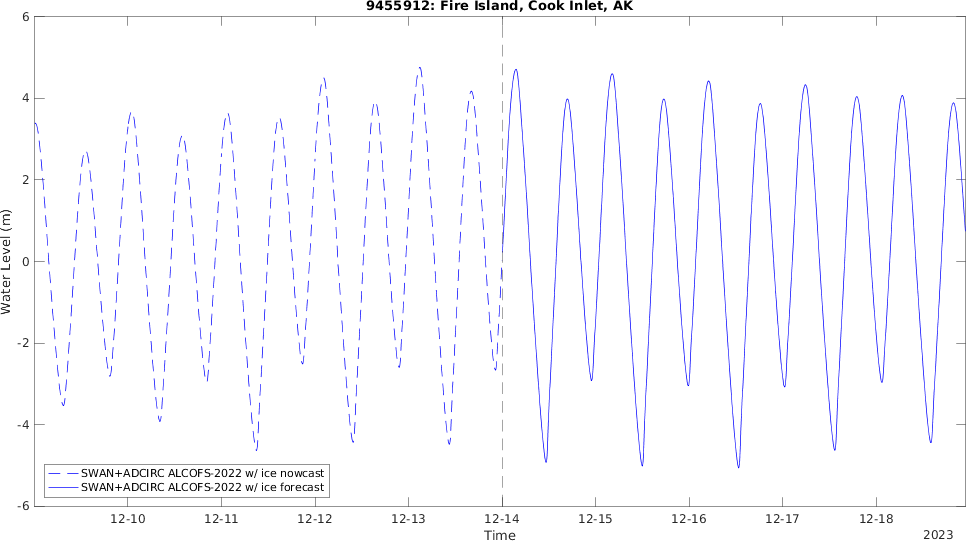 9455912: Fire Island, Cook Inlet, AK
6
4
2
0
-2
-4
-6
Water Level (m)
SWAN+ADCIRC ALCOFS-2022 w/ ice nowcast
SWAN+ADCIRC ALCOFS-2022 w/ ice forecast
12-10 12-11 12-12 12-13 12-14 12-15 12-16 12-17 12-18
Time
2023